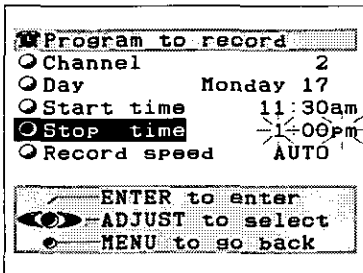 Program to record
Channel 2
Day Monday 17
Start time 11:30am
Stop time 1:00pm
Record speed AUTO
ENTER to enter
ADJUST to select
MENU to go back